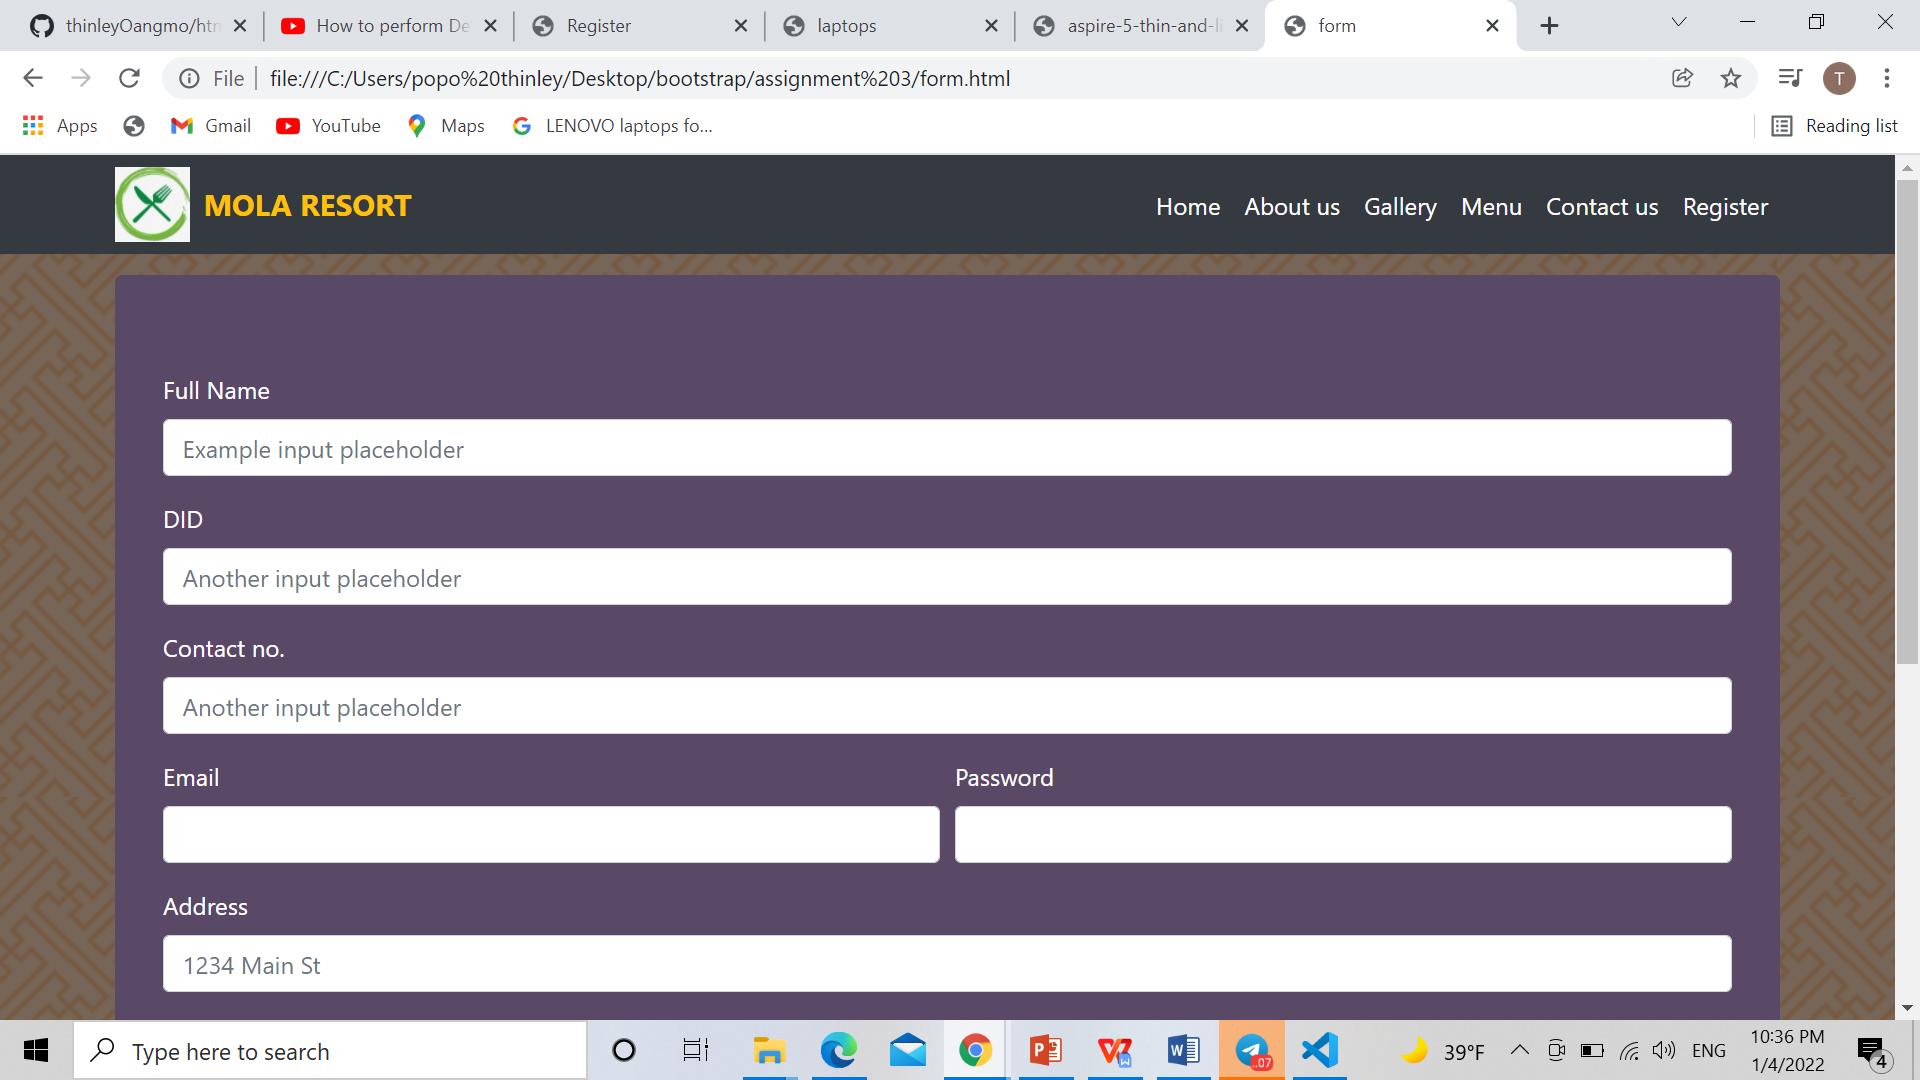 thinleyOangmo/htm
How to perform De
Register
laptops
aspire-5-thin-and-li
form
File
file:///C:/Users/popo%20thinley/Desktop/bootstrap/assignment%203/form.html
T
Apps
Gmail
YouTube
Maps
LENOVO laptops fo...
Reading list
MOLA RESORT
Home About us Gallery Menu Contact us Register
Full Name
Example input placeholder
DID
Another input placeholder
Contact no.
Another input placeholder
Email Password
Address
1234 Main St
Type here to search
..07
39°F
ENG
10:36 PM
1/4/2022
4